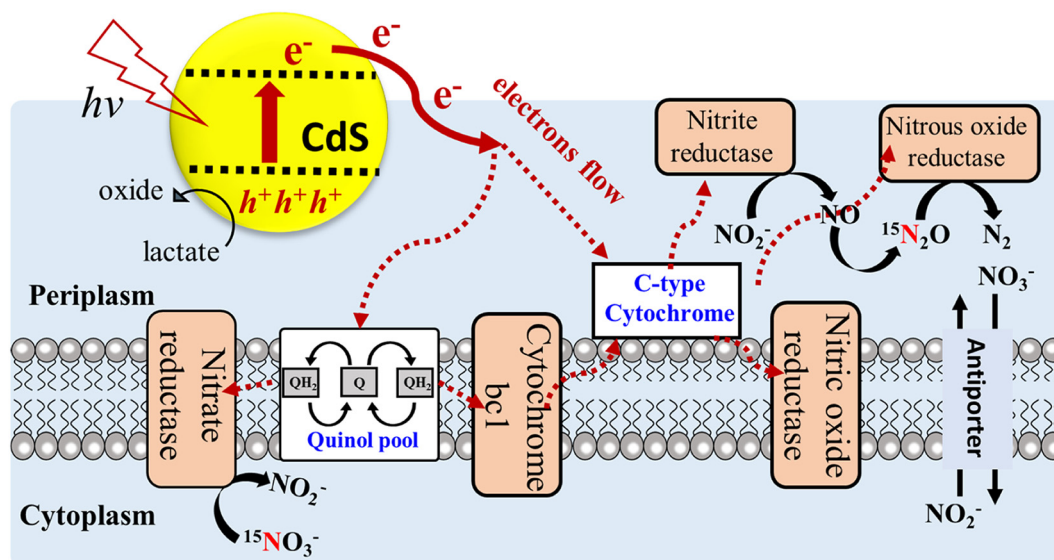 e⁻
e⁻
e⁻
hν
CdS
h⁺ h⁺ h⁺
oxide
lactate
electrons flow
Nitrite
reductase
Nitrous oxide
reductase
NO₂⁻
NO
¹⁵N₂O
N₂
NO₃⁻
Periplasm
C-type
Cytochrome
Nitrate
reductase
QH₂
Q
QH₂
Quinol pool
Cytochrome
bc1
Nitric oxide
reductase
Antiporter
NO₂⁻
Cytoplasm
¹⁵NO₃⁻
NO₂⁻